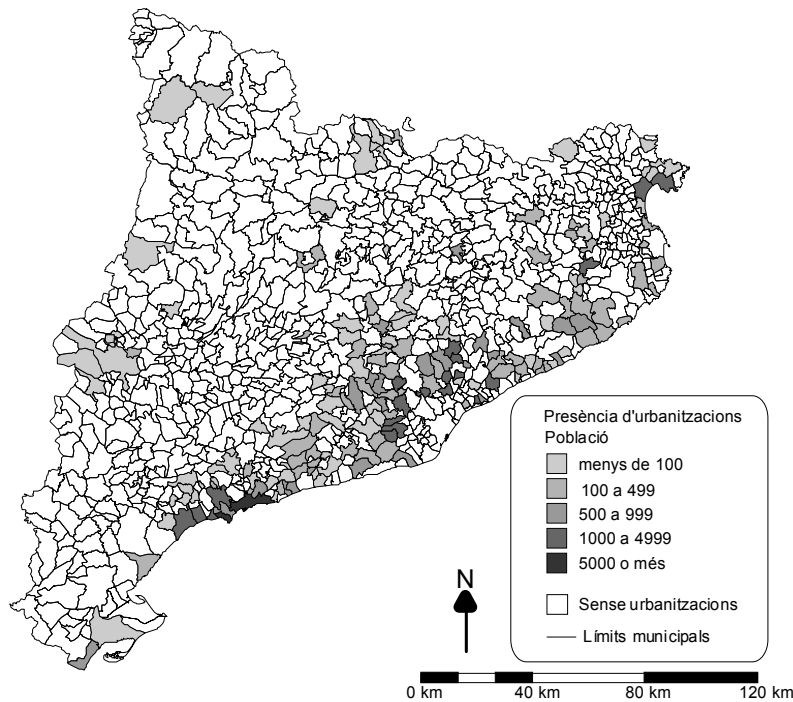 Presència d'urbanitzacions
Població
menys de 100
100 a 499
500 a 999
1000 a 4999
5000 o més
Sense urbanitzacions
Límits municipals
N
0 km 40 km 80 km 120 km